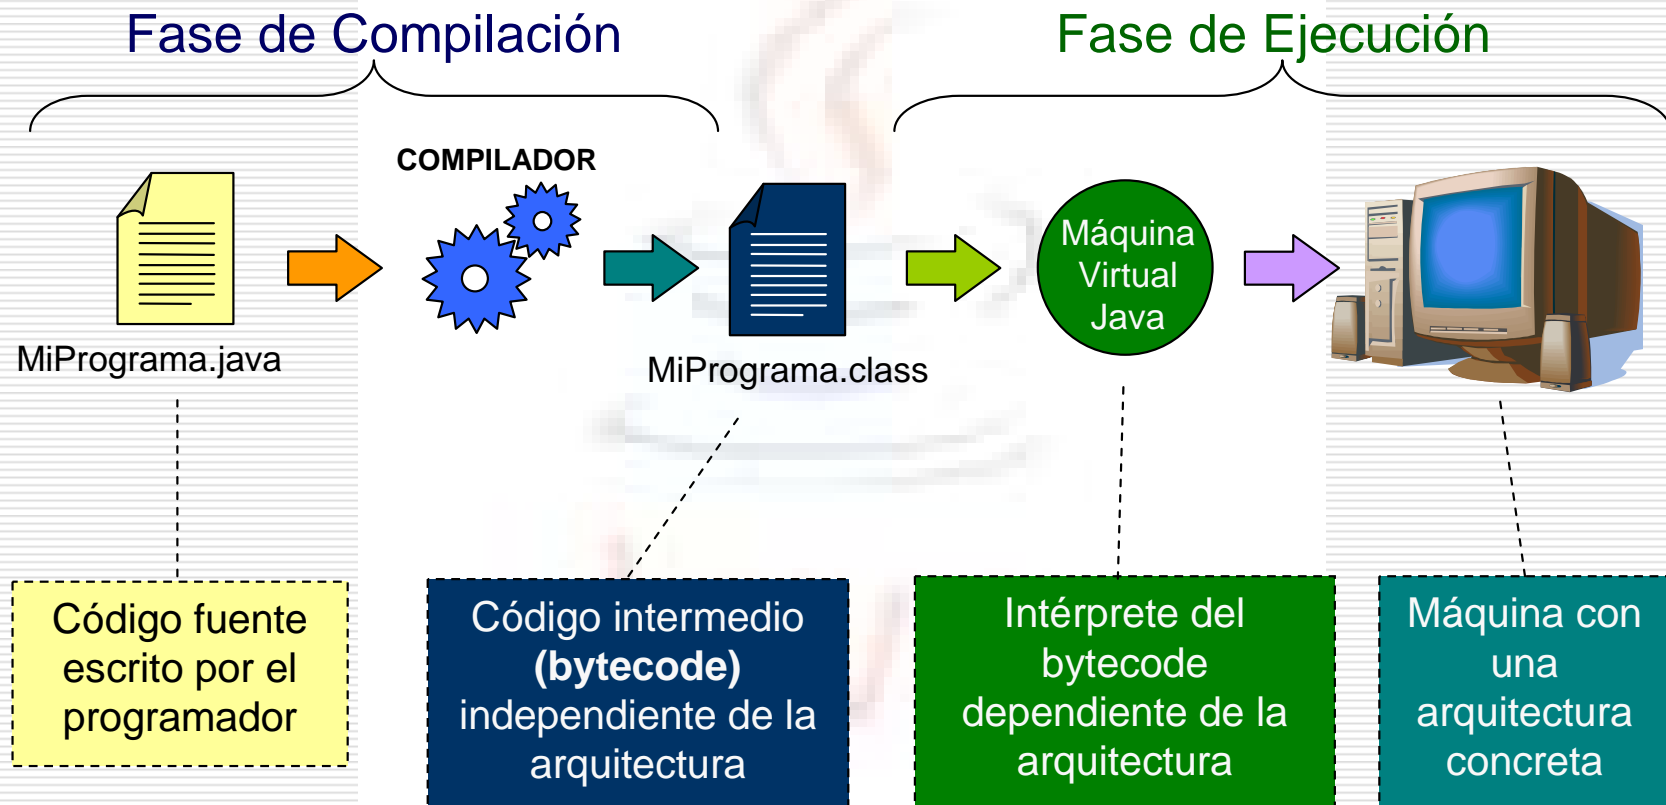 Fase de Compilación
Fase de Ejecución
COMPILADOR
Máquina
Virtual
Java
MiPrograma.java
MiPrograma.class
Código fuente
escrito por el
programador
Código intermedio
(bytecode)
independiente de la
arquitectura
Intérprete del
bytecode
dependiente de la
arquitectura
Máquina con
una
arquitectura
concreta